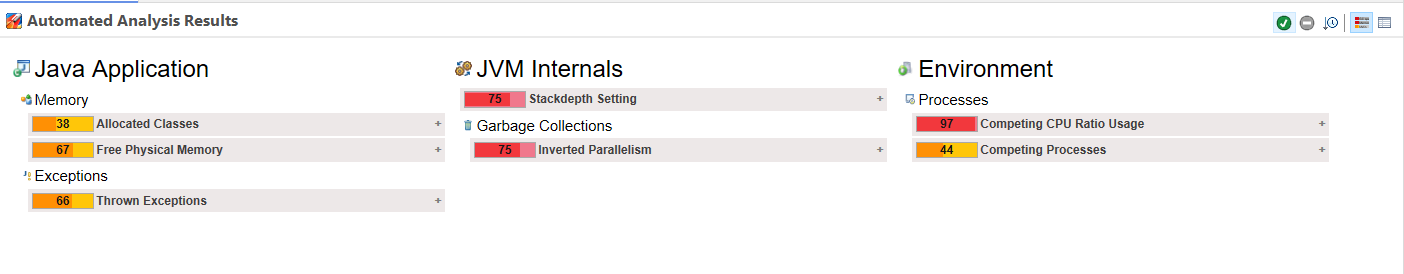 Automated Analysis Results
Java Application
Memory
38 Allocated Classes +
67 Free Physical Memory +
Exceptions
66 Thrown Exceptions +
JVM Internals
75 Stackdepth Setting +
Garbage Collections
75 Inverted Parallelism +
Environment
Processes
97 Competing CPU Ratio Usage +
44 Competing Processes +